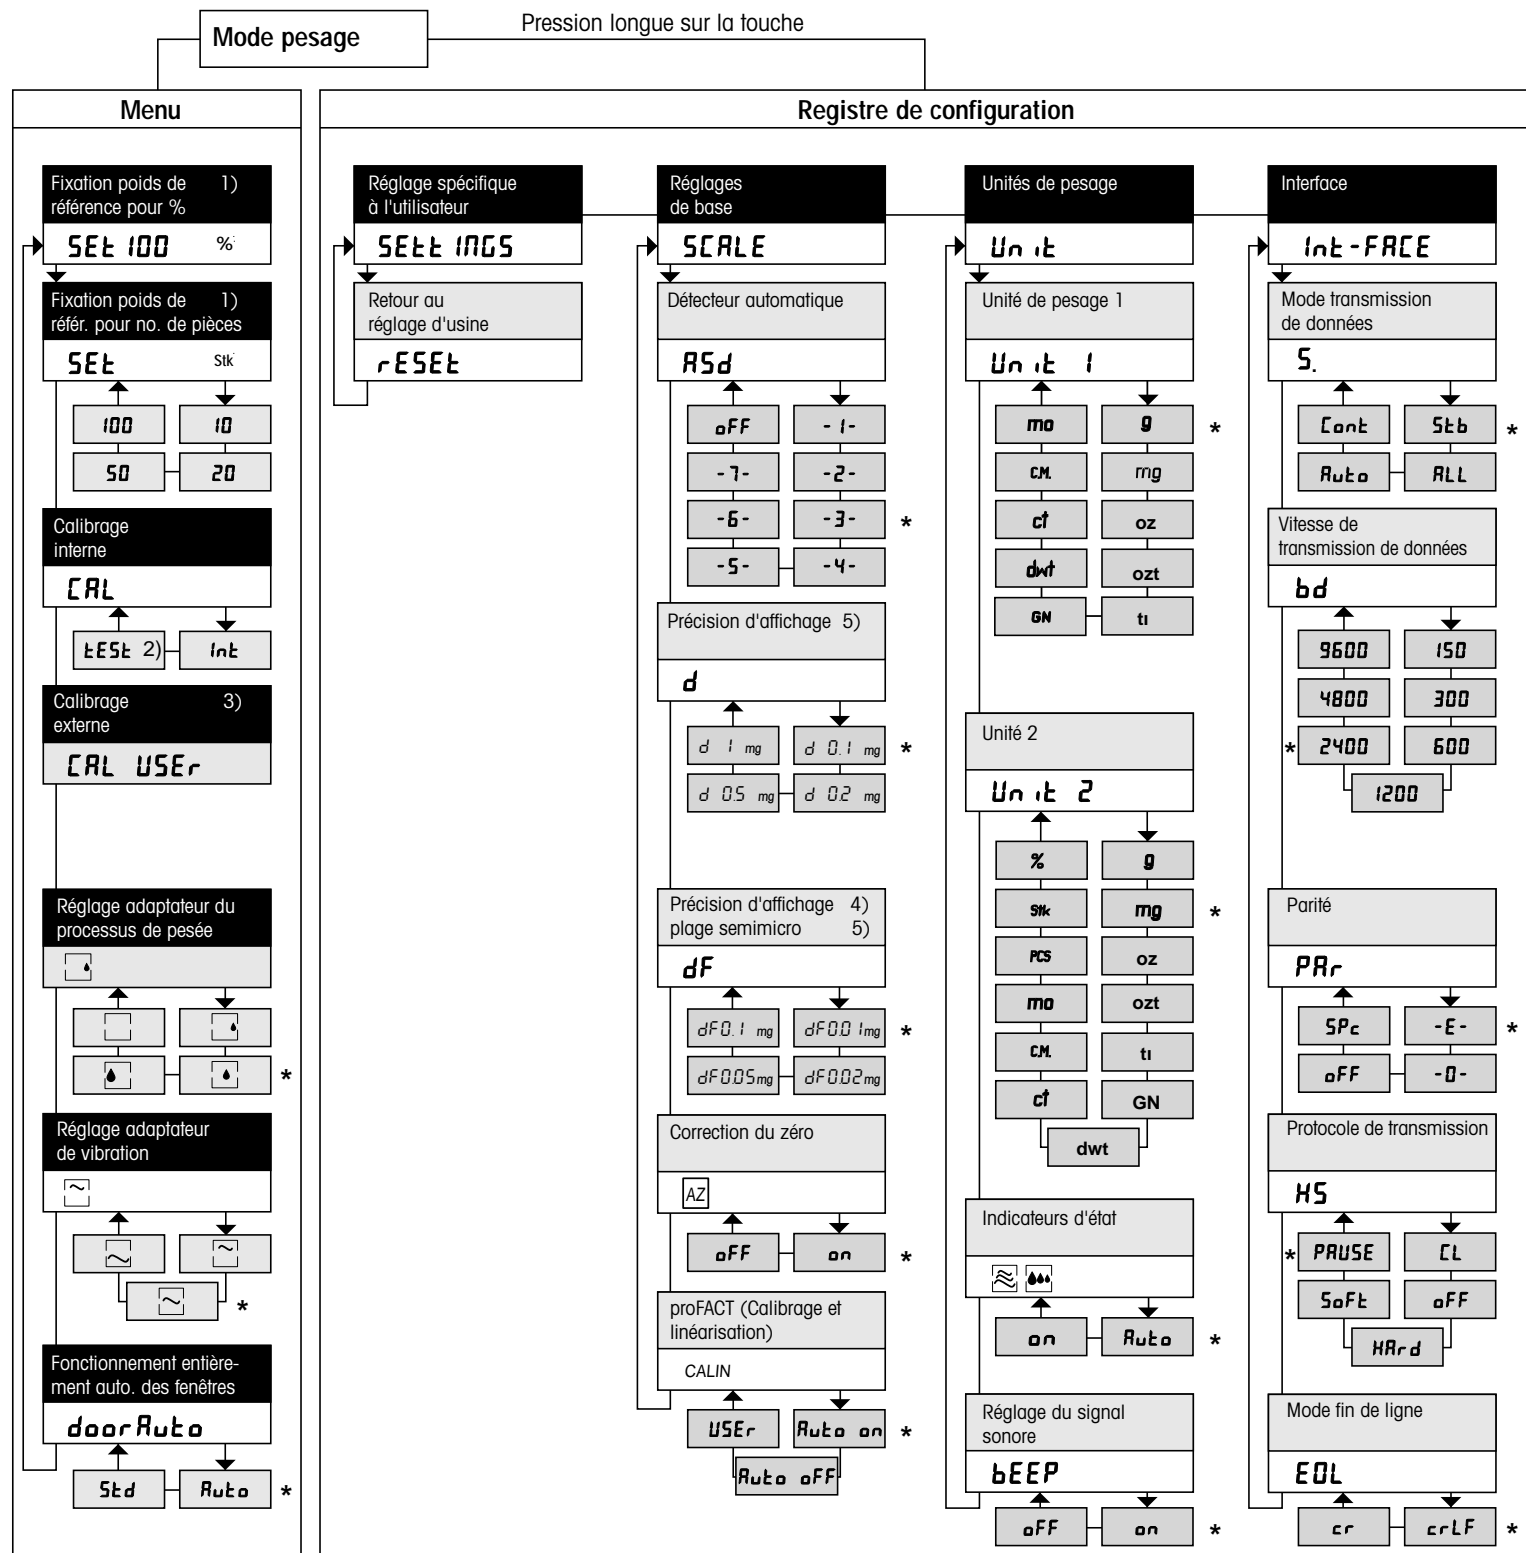 Mode pesage
Pression longue sur la touche
Menu
Registre de configuration
Fixation poids de 1)
référence pour %
SEt 100 %
Fixation poids de 1)
référ. pour no. de pièces
SEt Stk
100 10
50 20
Calibrage
interne
CAL
tESt 2) Int
Calibrage 3)
externe
CAL USEr
Réglage adaptateur du
processus de pesée
*
Réglage adaptateur
de vibration
*
Fonctionnement entière-
ment auto. des fenêtres
doorAuto
Std Auto *
Réglage spécifique
à l'utilisateur
SEttINGS
Retour au
réglage d'usine
rESEt
Réglages
de base
SCALE
Détecteur automatique
ASd
oFF -1-
-7- -2-
-6- -3- *
-5- -4-
Précision d'affichage 5)
d
d 1 mg d 0.1 mg *
d 0.5 mg d 0.2 mg
Précision d'affichage 4)
plage semimicro 5)
dF
dF0.1 mg dF0.01mg *
dF0.05mg dF0.02mg
Correction du zéro
AZ
oFF on *
proFACT (Calibrage et
linéarisation)
CALIN
USEr Auto on *
Auto oFF
Unités de pesage
Unit
Unité de pesage 1
Unit 1
mo g *
C.M. mg
ct oz
dwt ozt
GN tı
Unité 2
Unit 2
% g
Stk mg *
PCS oz
mo ozt
C.M. tı
ct GN
dwt
Indicateurs d'état
on Auto *
Réglage du signal
sonore
bEEP
oFF on *
Interface
Int-FACE
Mode transmission
de données
S.
Cont Stb *
Auto ALL
Vitesse de
transmission de données
bd
9600 150
4800 300
* 2400 600
1200
Parité
PAr
SPc -E- *
oFF -O-
Protocole de transmission
HS
* PAUSE CL
SoFt oFF
HArd
Mode fin de ligne
EOL
cr crLF *